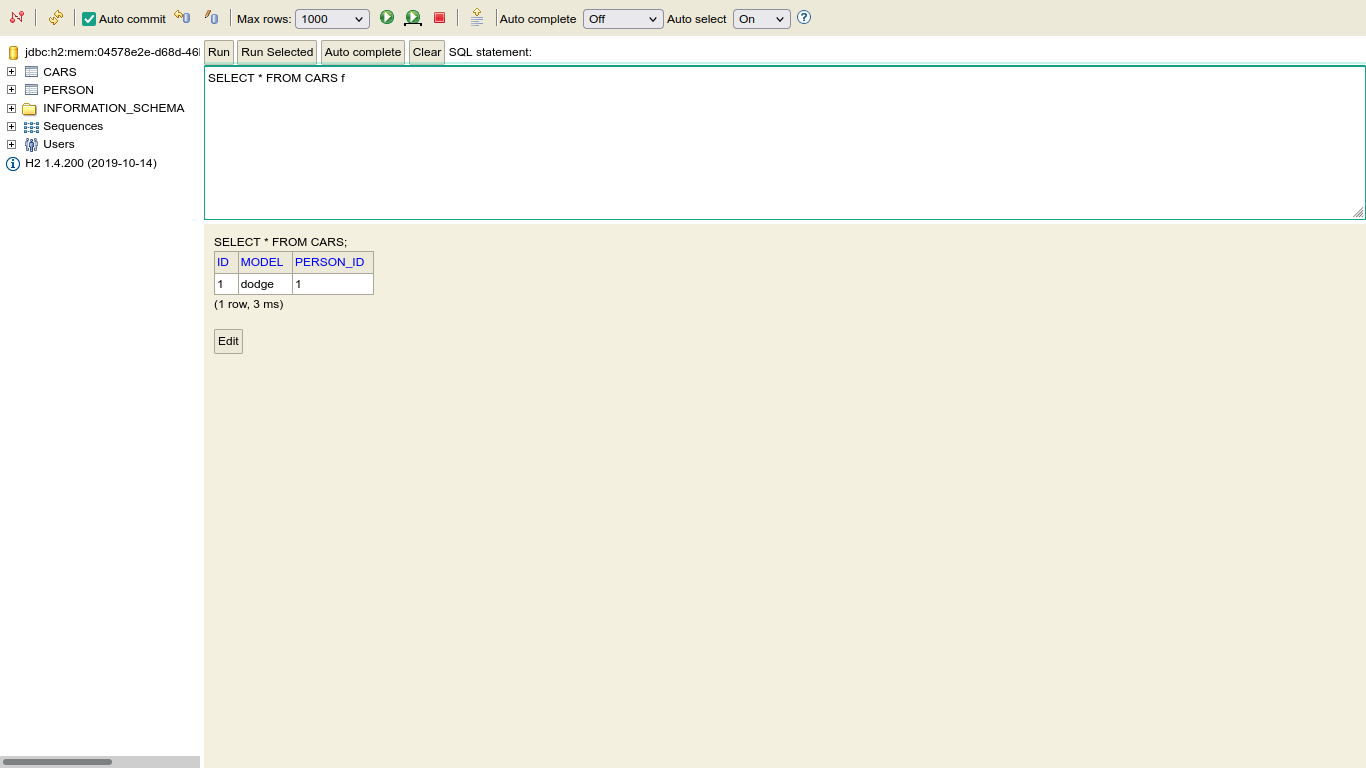 Auto commit Max rows: 1000 Auto complete Off Auto select On
jdbc:h2:mem:04578e2e-d68d-46
CARS
PERSON
INFORMATION_SCHEMA
Sequences
Users
H2 1.4.200 (2019-10-14)
Run Run Selected Auto complete Clear SQL statement:
SELECT * FROM CARS f
SELECT * FROM CARS;
ID MODEL PERSON_ID
1 dodge 1
(1 row, 3 ms)
Edit